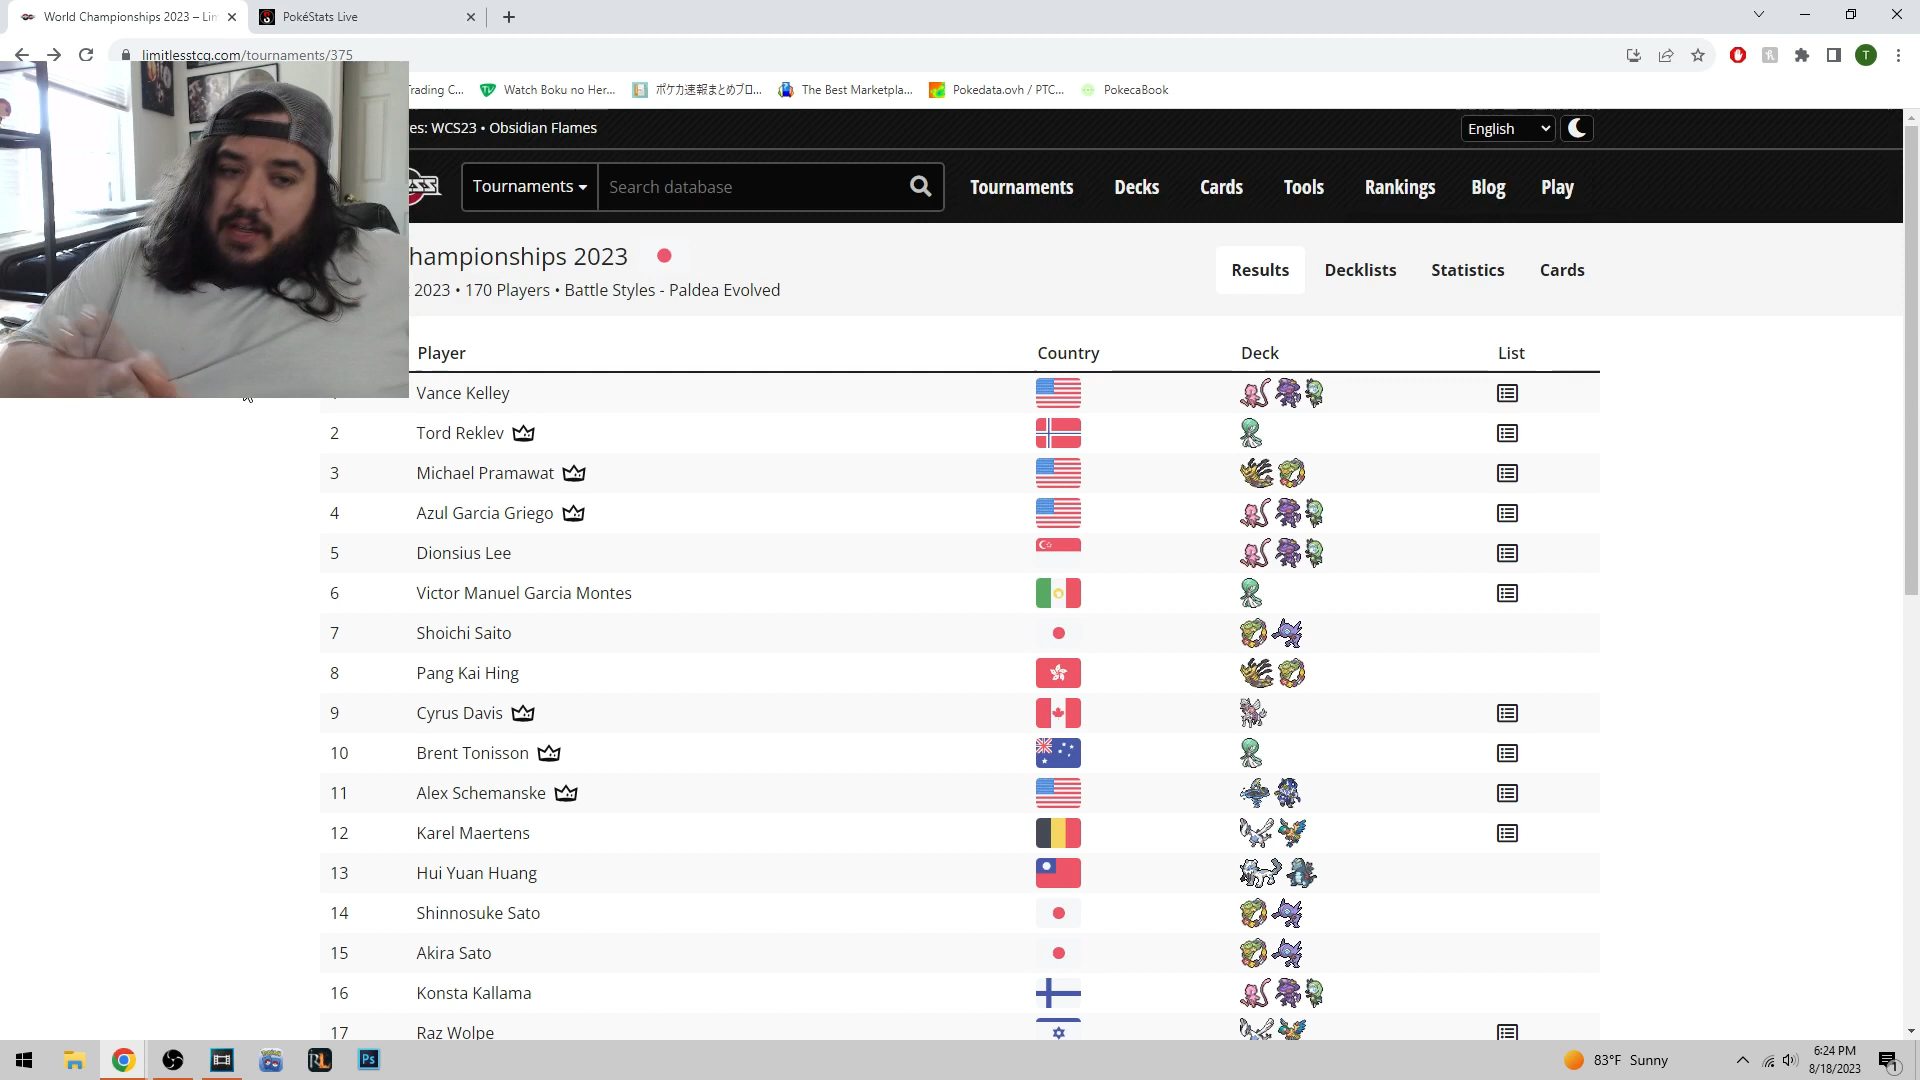 World Championships 2023 – Lim
PokéStats Live
limitlesstcg.com/tournaments/375
T
Trading C...
Watch Boku no Her...
ポケカ速報まとめブロ...
The Best Marketpla...
Pokedata.ovh / PTC...
PokecaBook
es: WCS23 • Obsidian Flames
English
Tournaments
Search database
Tournaments
Decks
Cards
Tools
Rankings
Blog
Play
hampionships 2023
2023 • 170 Players • Battle Styles - Paldea Evolved
Results
Decklists
Statistics
Cards
Player Country Deck List
Vance Kelley
2 Tord Reklev
3 Michael Pramawat
4 Azul Garcia Griego
5 Dionsius Lee
6 Victor Manuel Garcia Montes
7 Shoichi Saito
8 Pang Kai Hing
9 Cyrus Davis
10 Brent Tonisson
11 Alex Schemanske
12 Karel Maertens
13 Hui Yuan Huang
14 Shinnosuke Sato
15 Akira Sato
16 Konsta Kallama
17 Raz Wolpe
RL
Ps
83°F Sunny
6:24 PM
8/18/2023
1